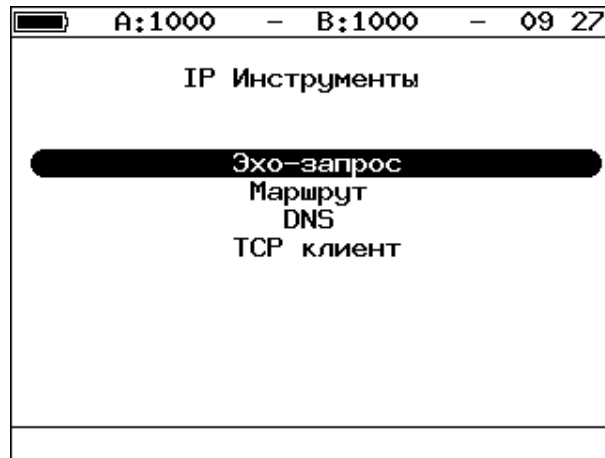 A:1000 – B:1000 – 09 27
IP Инструменты
Эхо-запрос
Маршрут
DNS
TCP клиент